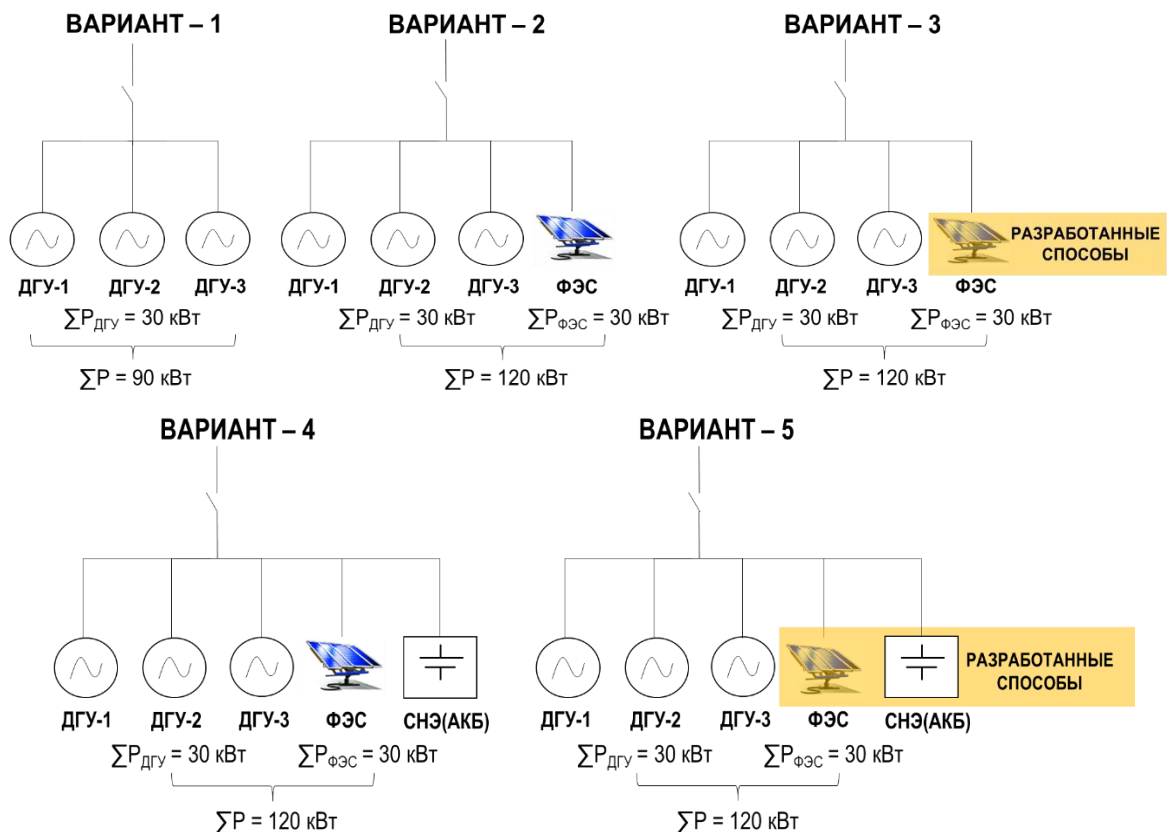 ВАРИАНТ – 1
ВАРИАНТ – 2
ВАРИАНТ – 3
ДГУ-1 ДГУ-2 ДГУ-3
∑PДГУ = 30 кВт
∑P = 90 кВт
ДГУ-1 ДГУ-2 ДГУ-3 ФЭС
∑PДГУ = 30 кВт ∑PФЭС = 30 кВт
∑P = 120 кВт
РАЗРАБОТАННЫЕ
СПОСОБЫ
ДГУ-1 ДГУ-2 ДГУ-3 ФЭС
∑PДГУ = 30 кВт ∑PФЭС = 30 кВт
∑P = 120 кВт
ВАРИАНТ – 4
ВАРИАНТ – 5
ДГУ-1 ДГУ-2 ДГУ-3 ФЭС СНЭ(АКБ)
∑PДГУ = 30 кВт ∑PФЭС = 30 кВт
∑P = 120 кВт
РАЗРАБОТАННЫЕ
СПОСОБЫ
ДГУ-1 ДГУ-2 ДГУ-3 ФЭС СНЭ(АКБ)
∑PДГУ = 30 кВт ∑PФЭС = 30 кВт
∑P = 120 кВт